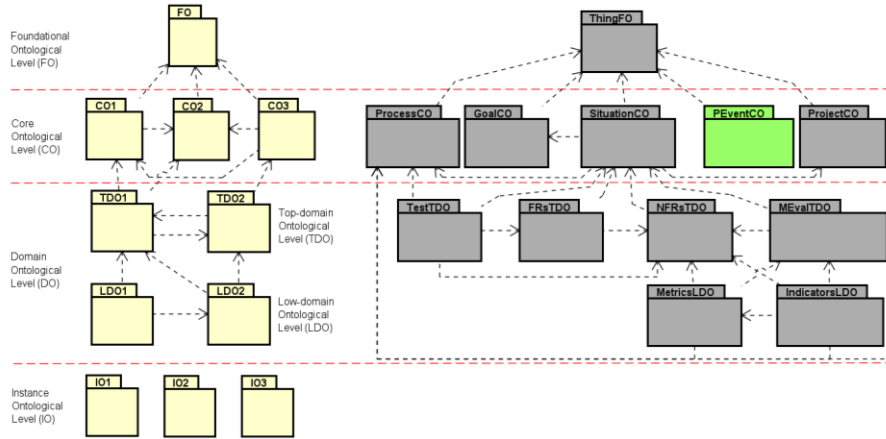 FO
ThingFO
Foundational
Ontological
Level (FO)
CO1
CO2
CO3
ProcessCO
GoalCO
SituationCO
PEventCO
ProjectCO
Core
Ontological
Level (CO)
TDO1
TDO2
Top-domain
Ontological
Level (TDO)
TestTDO
FRsTDO
NFRsTDO
MEvalTDO
Domain
Ontological
Level (DO)
LDO1
LDO2
Low-domain
Ontological
Level (LDO)
MetricsLDO
IndicatorsLDO
Instance
Ontological
Level (IO)
IO1
IO2
IO3